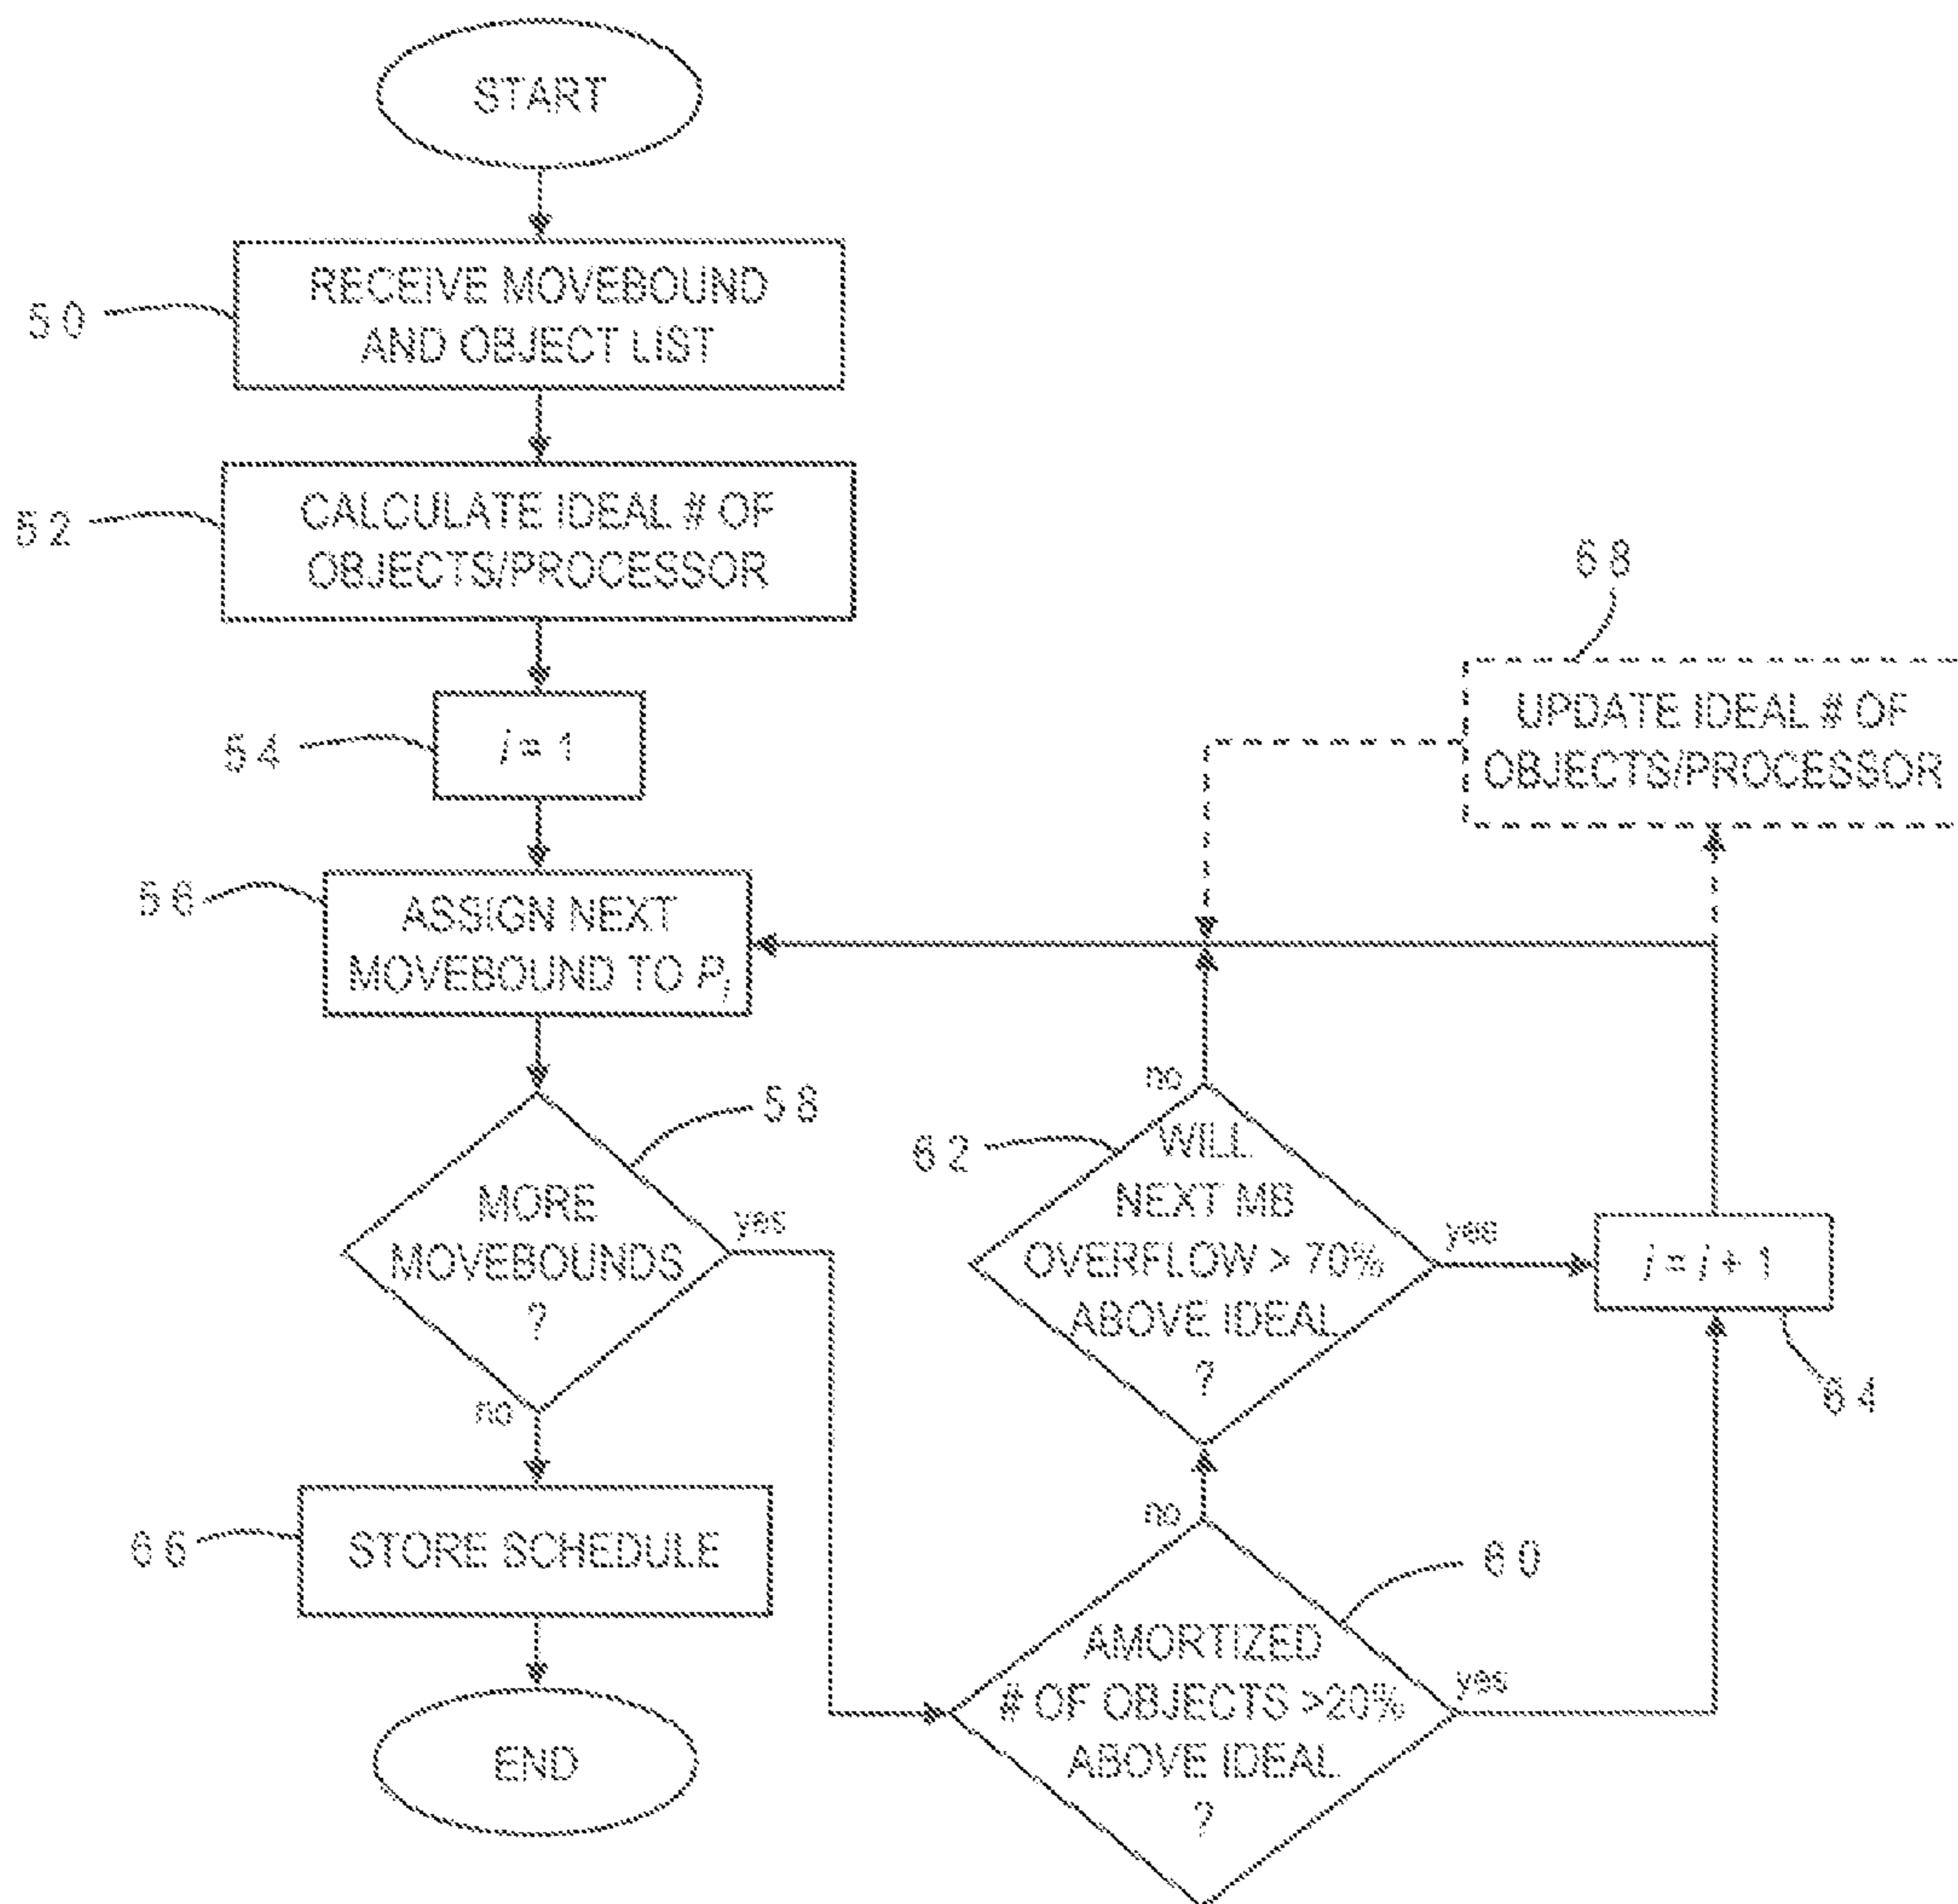 START
50
RECEIVE MOVEBOUND
AND OBJECT LIST
52
CALCULATE IDEAL # OF
OBJECTS/PROCESSOR
54
i = 1
56
ASSIGN NEXT
MOVEBOUND TO Pi
58
MORE
MOVEBOUNDS
?
yes
no
66
STORE SCHEDULE
END
68
UPDATE IDEAL # OF
OBJECTS/PROCESSOR
no
62
WILL
NEXT MB
OVERFLOW > 70%
ABOVE IDEAL
?
yes
i = i + 1
64
no
60
AMORTIZED
# OF OBJECTS >20%
ABOVE IDEAL
?
yes